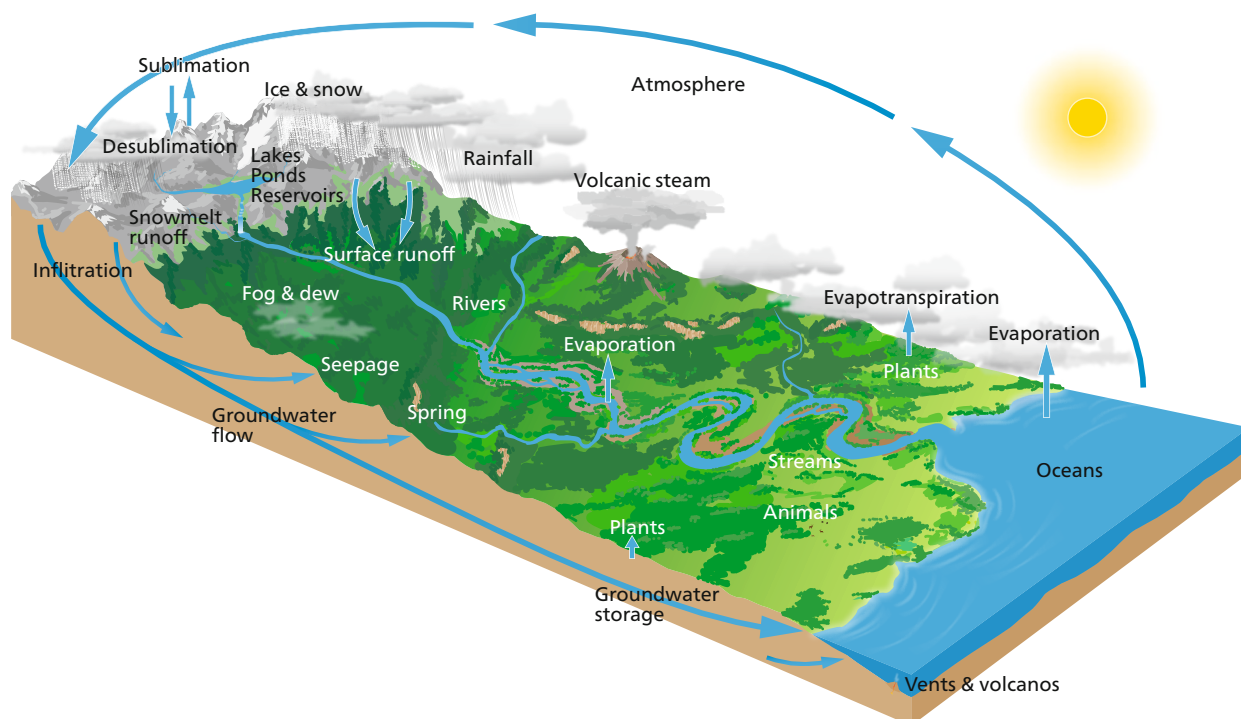 Sublimation
Ice & snow
Atmosphere
Desublimation
Lakes
Ponds
Reservoirs
Rainfall
Volcanic steam
Snowmelt
runoff
Surface runoff
Inflitration
Fog & dew
Rivers
Evapotranspiration
Evaporation
Evaporation
Seepage
Plants
Groundwater
flow
Spring
Streams
Oceans
Animals
Plants
Groundwater
storage
Vents & volcanos